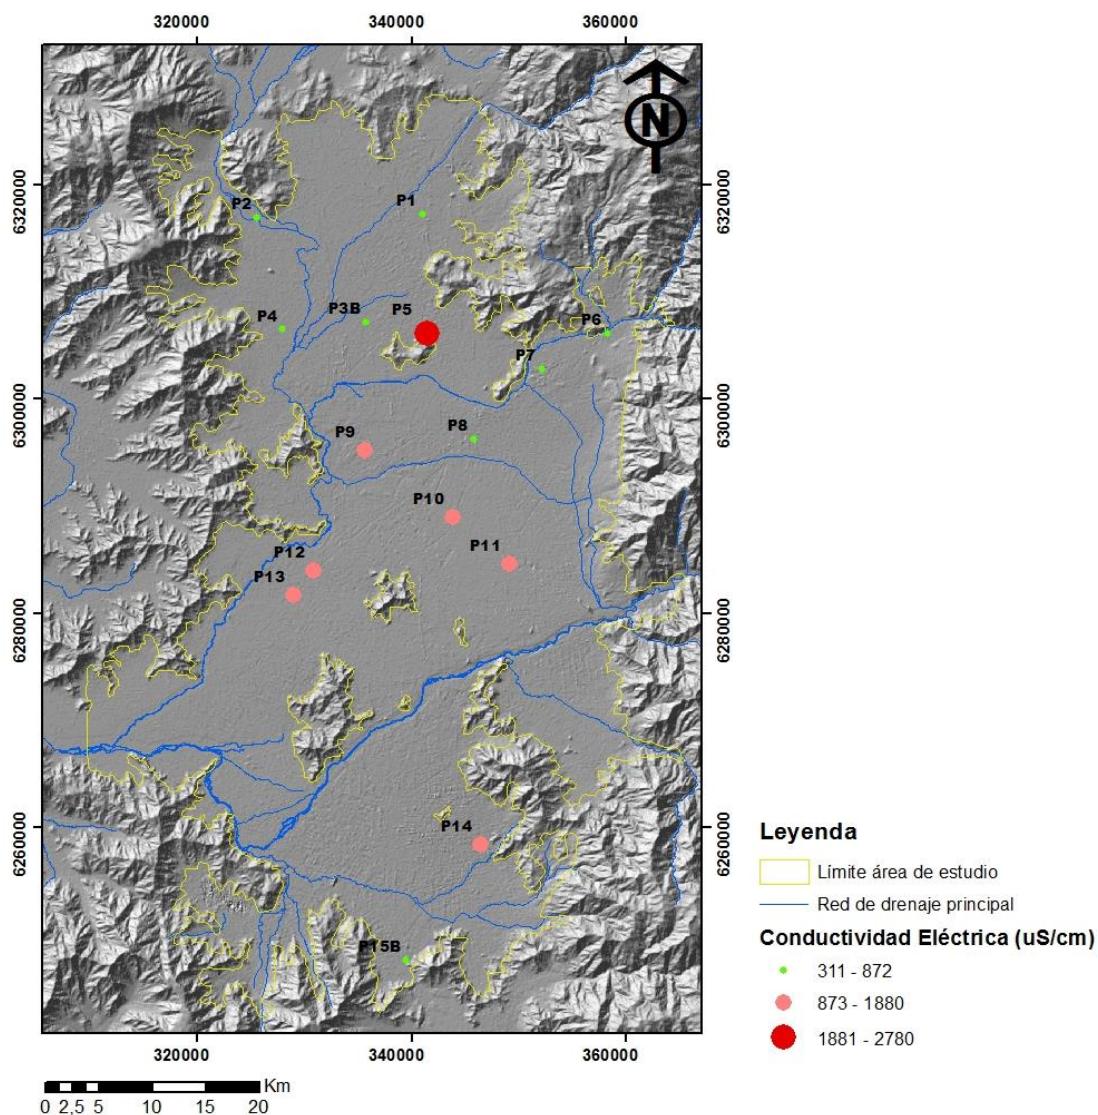 320000 340000 360000
N
6320000 6320000
P2
P1
P4
P3B
P5
P6
P7
6300000 6300000
P9
P8
P10
P11
P12
P13
6280000 6280000
6260000 6260000
P14
P15B
320000 340000 360000
Km
0 2,5 5 10 15 20
Leyenda
Límite área de estudio
Red de drenaje principal
Conductividad Eléctrica (uS/cm)
311 - 872
873 - 1880
1881 - 2780